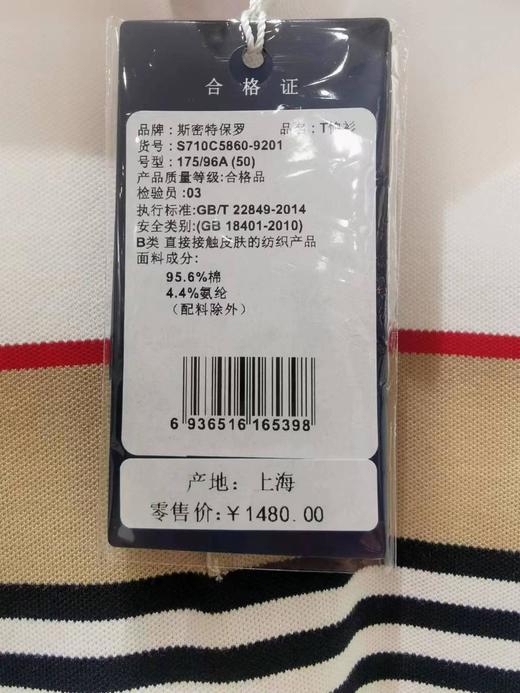 合格证
品牌：斯密特保罗 品名：T恤衫
货号：S710C5860-9201
号型：175/96A(50)
产品质量等级:合格品
检验员:03
执行标准:GB/T 22849-2014
安全类别:(GB 18401-2010)
B类 直接接触皮肤的纺织产品
面料成分：
95.6%棉
4.4%氨纶
（配料除外）
6 936516 165398
产地：上海
零售价:￥1480.00